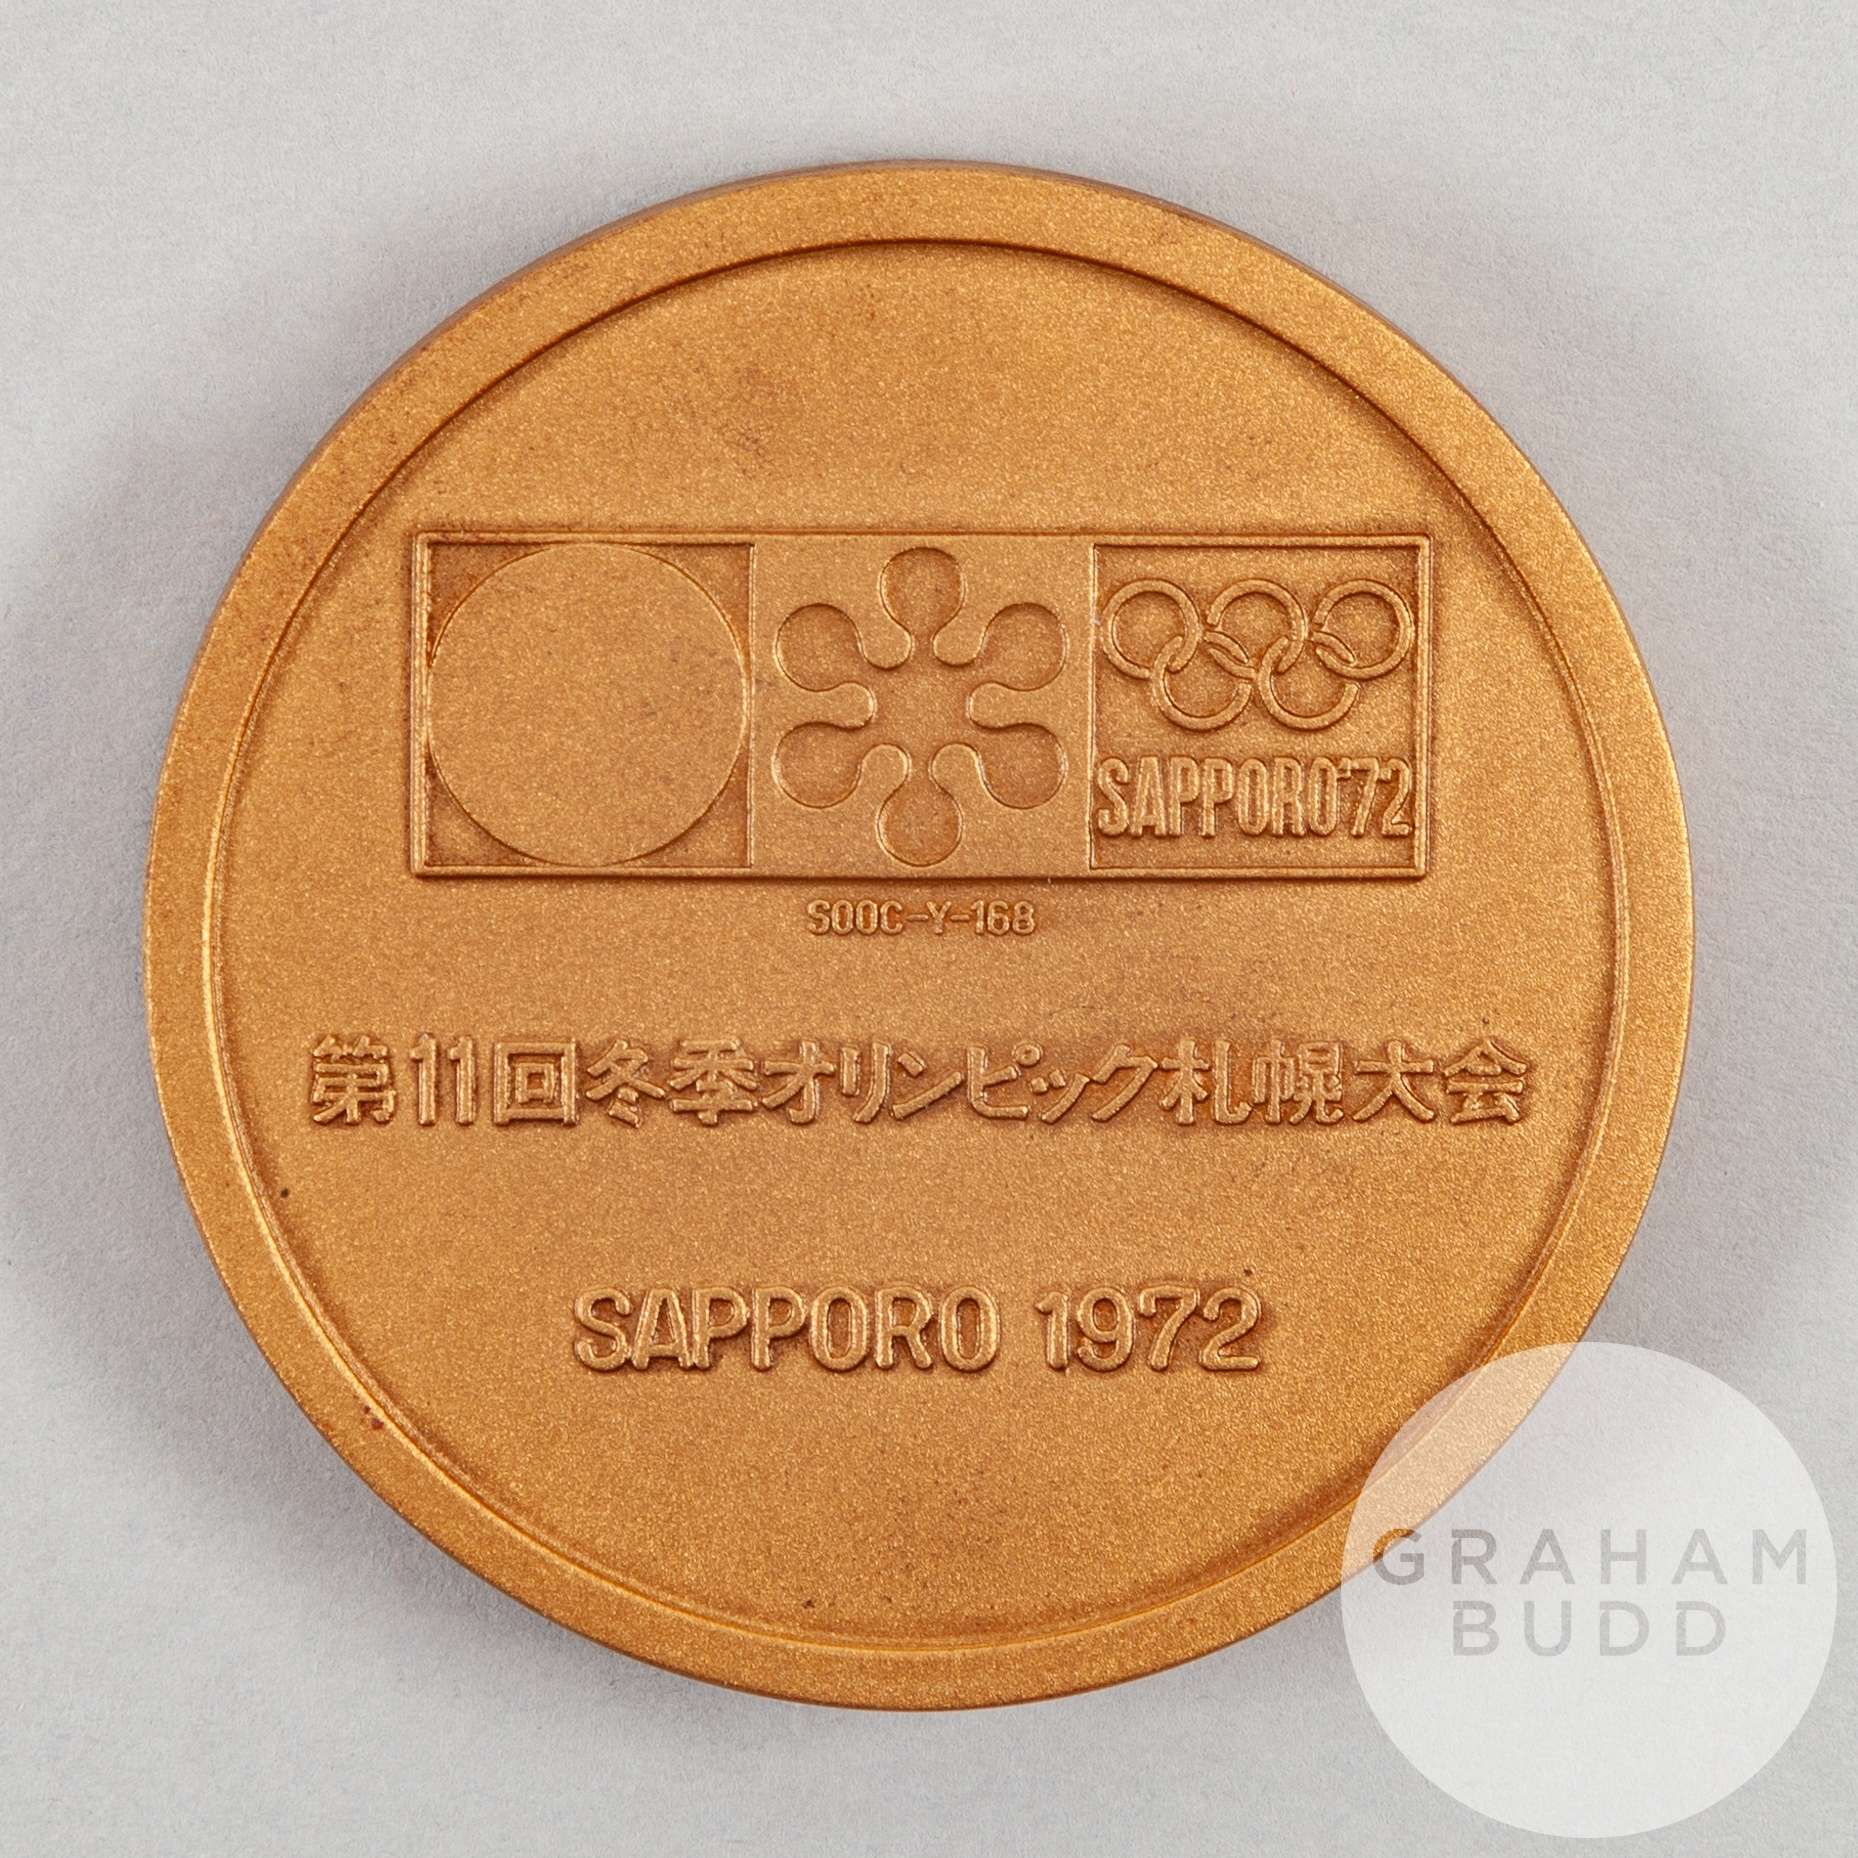 SAPPORO'72
SOOC-Y-168
第11回冬季オリンピック札幌大会
SAPPORO 1972
GRAHAM
BUDD